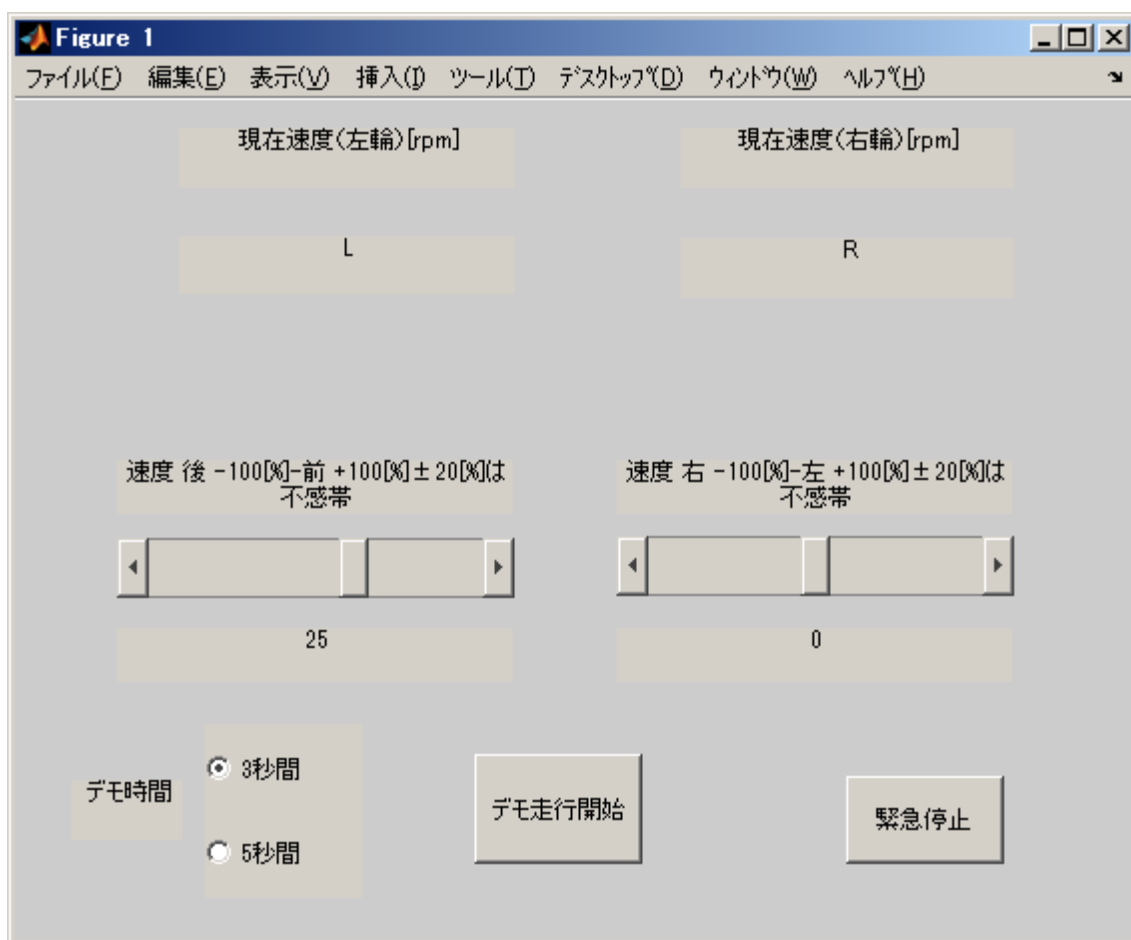 Figure 1
ファイル(F) 編集(E) 表示(V) 挿入(I) ツール(T) デスクトップ(D) ウィンドウ(W) ヘルプ(H)
現在速度(左輪)[rpm]
現在速度(右輪)[rpm]
L
R
速度 後 -100[%]-前 +100[%]±20[%]は
不感帯
速度 右 -100[%]-左 +100[%]±20[%]は
不感帯
25
0
デモ時間
3秒間
5秒間
デモ走行開始
緊急停止